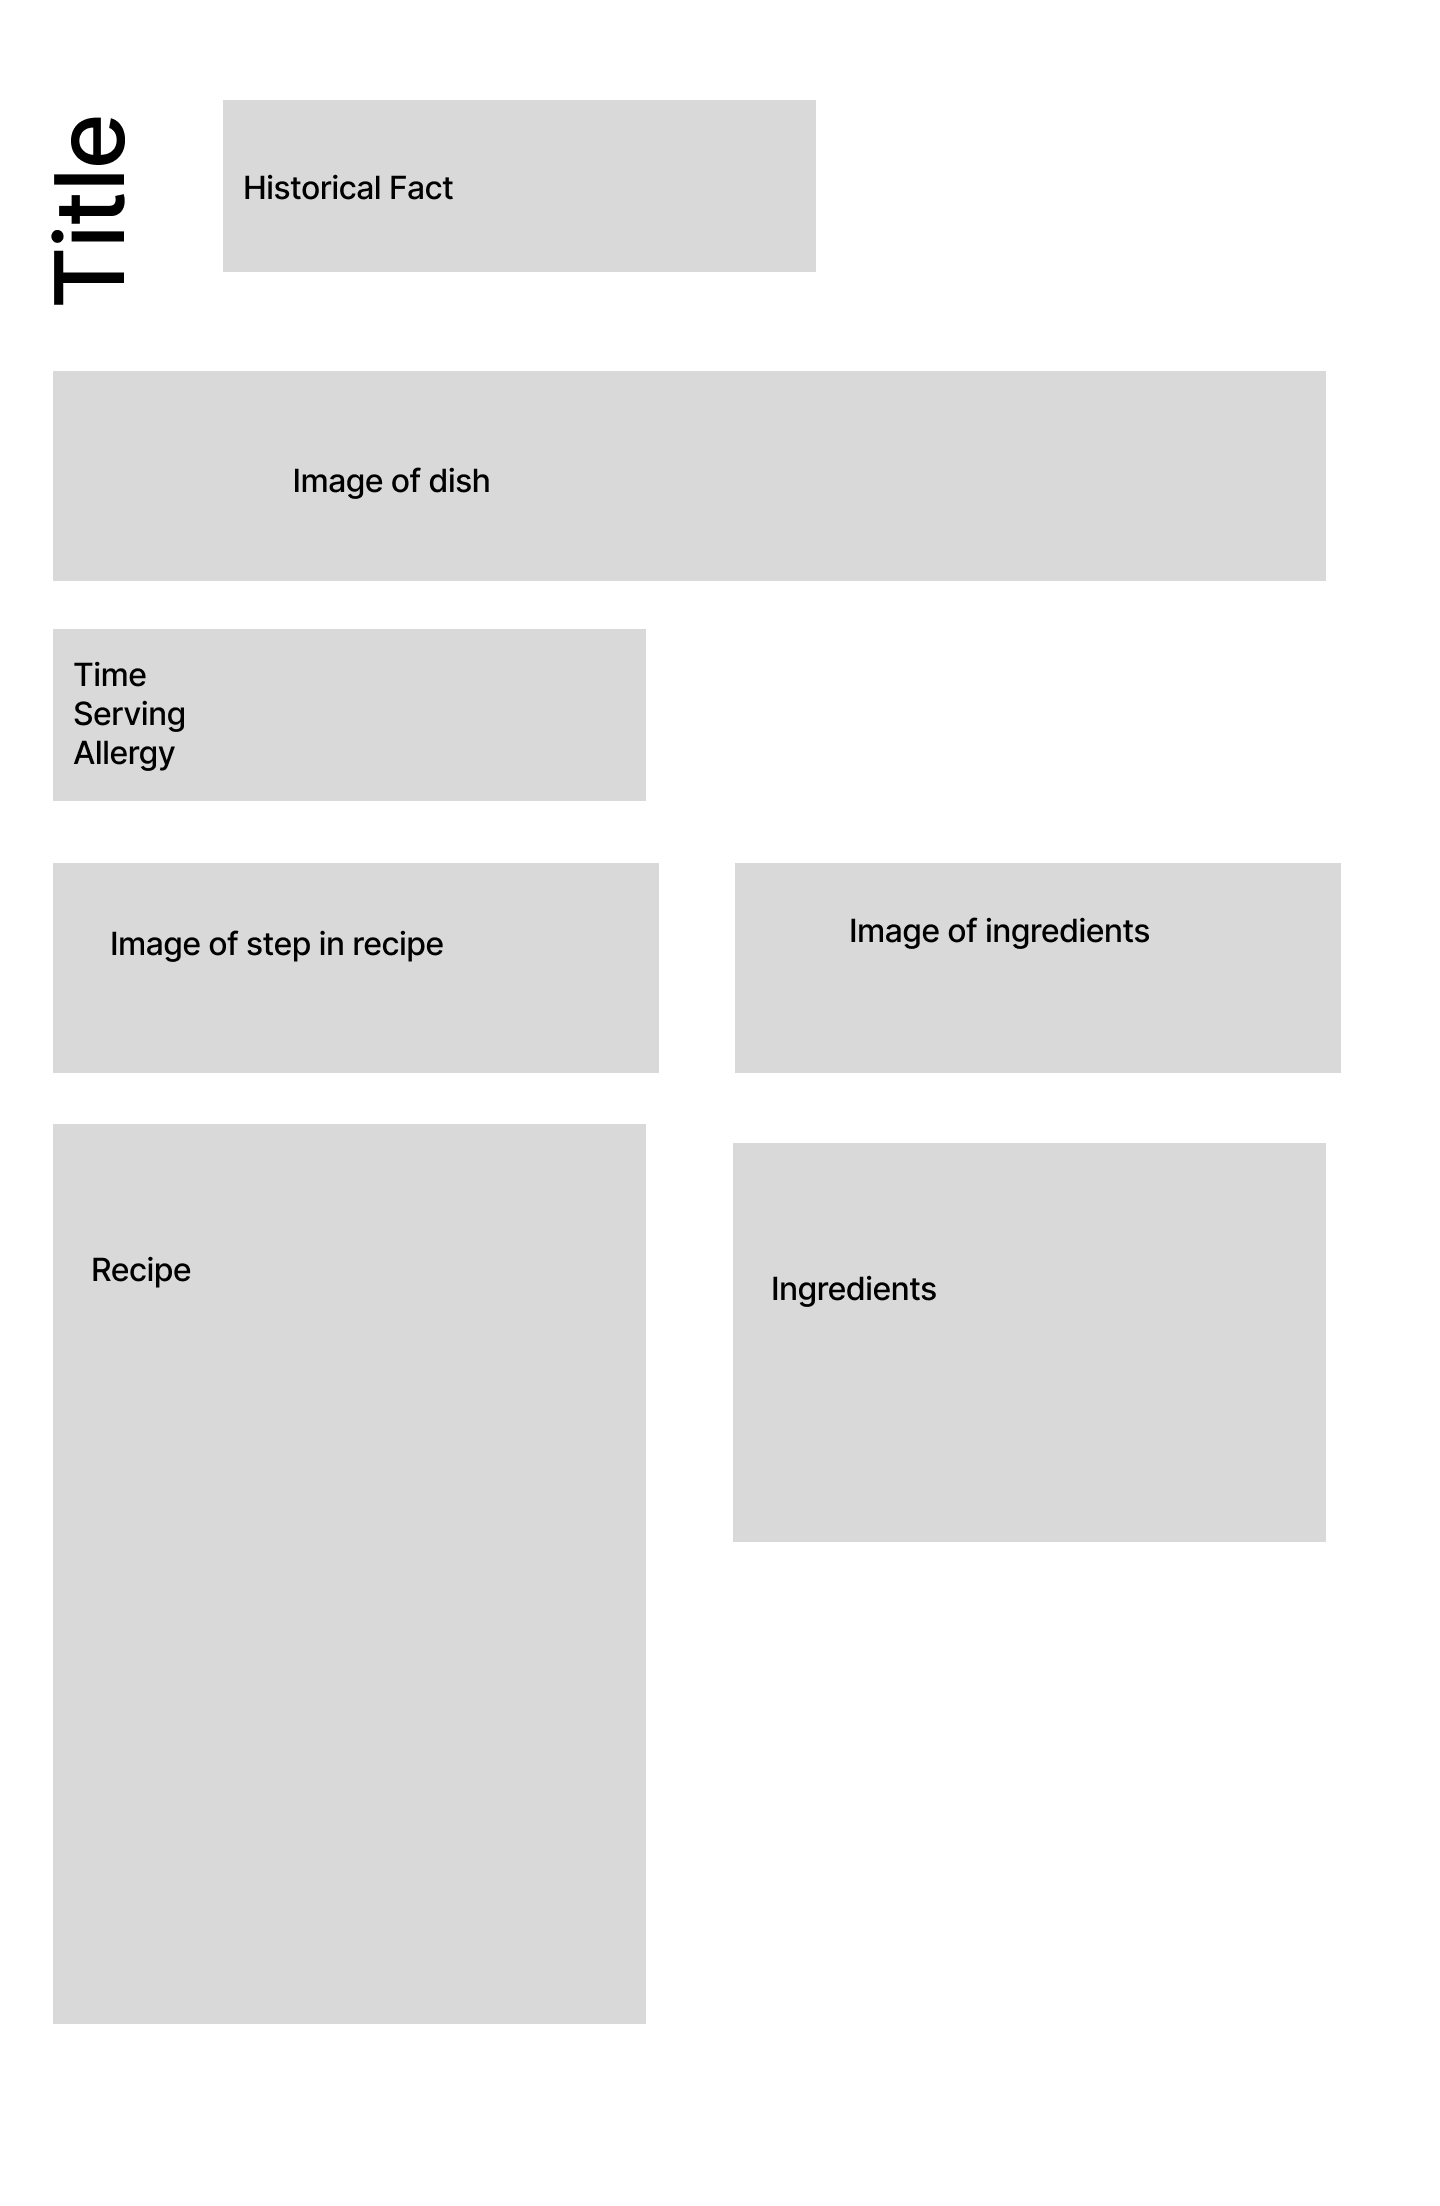 Title
Historical Fact
Image of dish
Time
Serving
Allergy
Image of step in recipe
Image of ingredients
Recipe
Ingredients